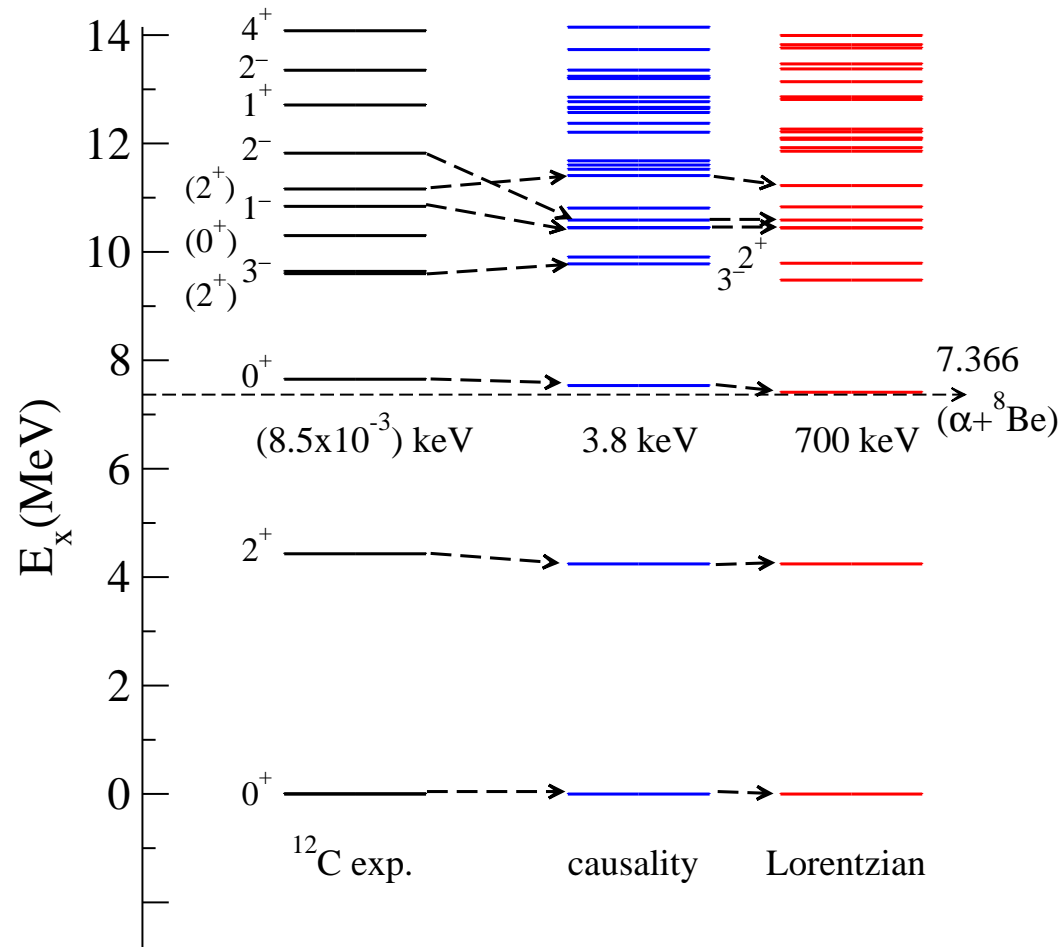 E_x(MeV)
14
12
10
8
6
4
2
0
4⁺
2⁻
1⁺
2⁻
(2⁺)
1⁻
(0⁺)
3⁻
(2⁺)
0⁺
2⁺
0⁺
2⁺
3⁻
7.366
(α+⁸Be)
(8.5x10⁻³) keV
3.8 keV
700 keV
¹²C exp.
causality
Lorentzian